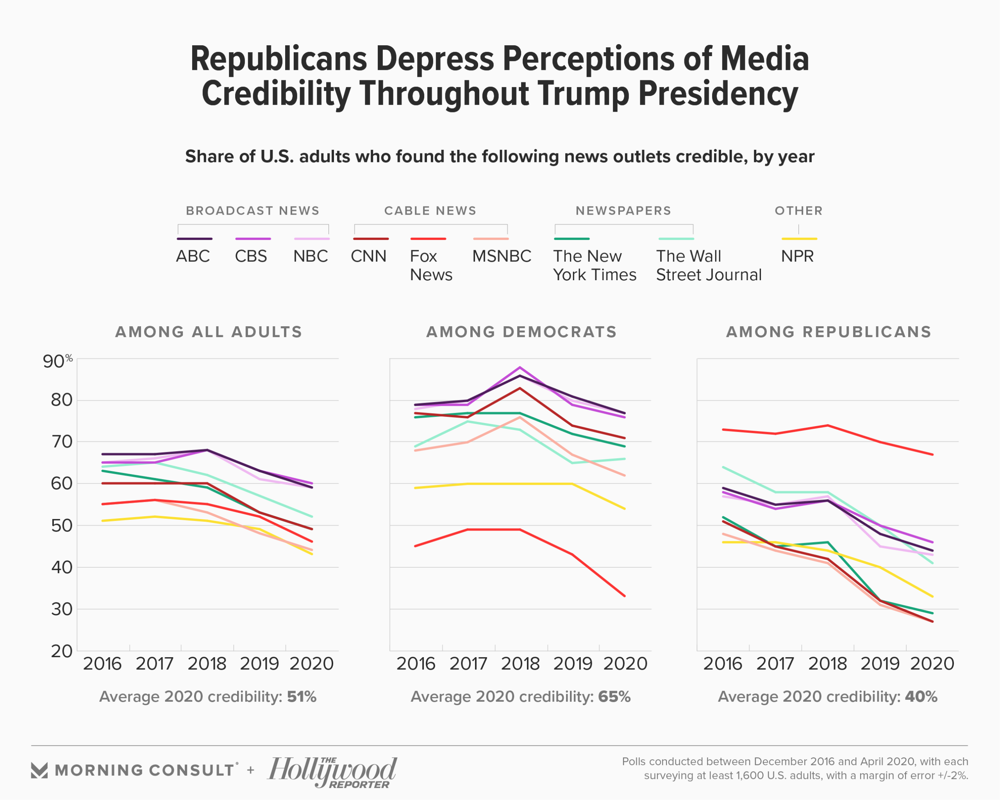 Republicans Depress Perceptions of Media
Credibility Throughout Trump Presidency
Share of U.S. adults who found the following news outlets credible, by year
BROADCAST NEWS
ABC
CBS
NBC
CABLE NEWS
CNN
Fox
News
MSNBC
NEWSPAPERS
The New
York Times
The Wall
Street Journal
OTHER
NPR
AMONG ALL ADULTS
90%
80
70
60
50
40
30
20
2016 2017 2018 2019 2020
Average 2020 credibility: 51%
AMONG DEMOCRATS
2016 2017 2018 2019 2020
Average 2020 credibility: 65%
AMONG REPUBLICANS
2016 2017 2018 2019 2020
Average 2020 credibility: 40%
MORNING CONSULT® +
THE
Hollywood
REPORTER
Polls conducted between December 2016 and April 2020, with each
surveying at least 1,600 U.S. adults, with a margin of error +/-2%.